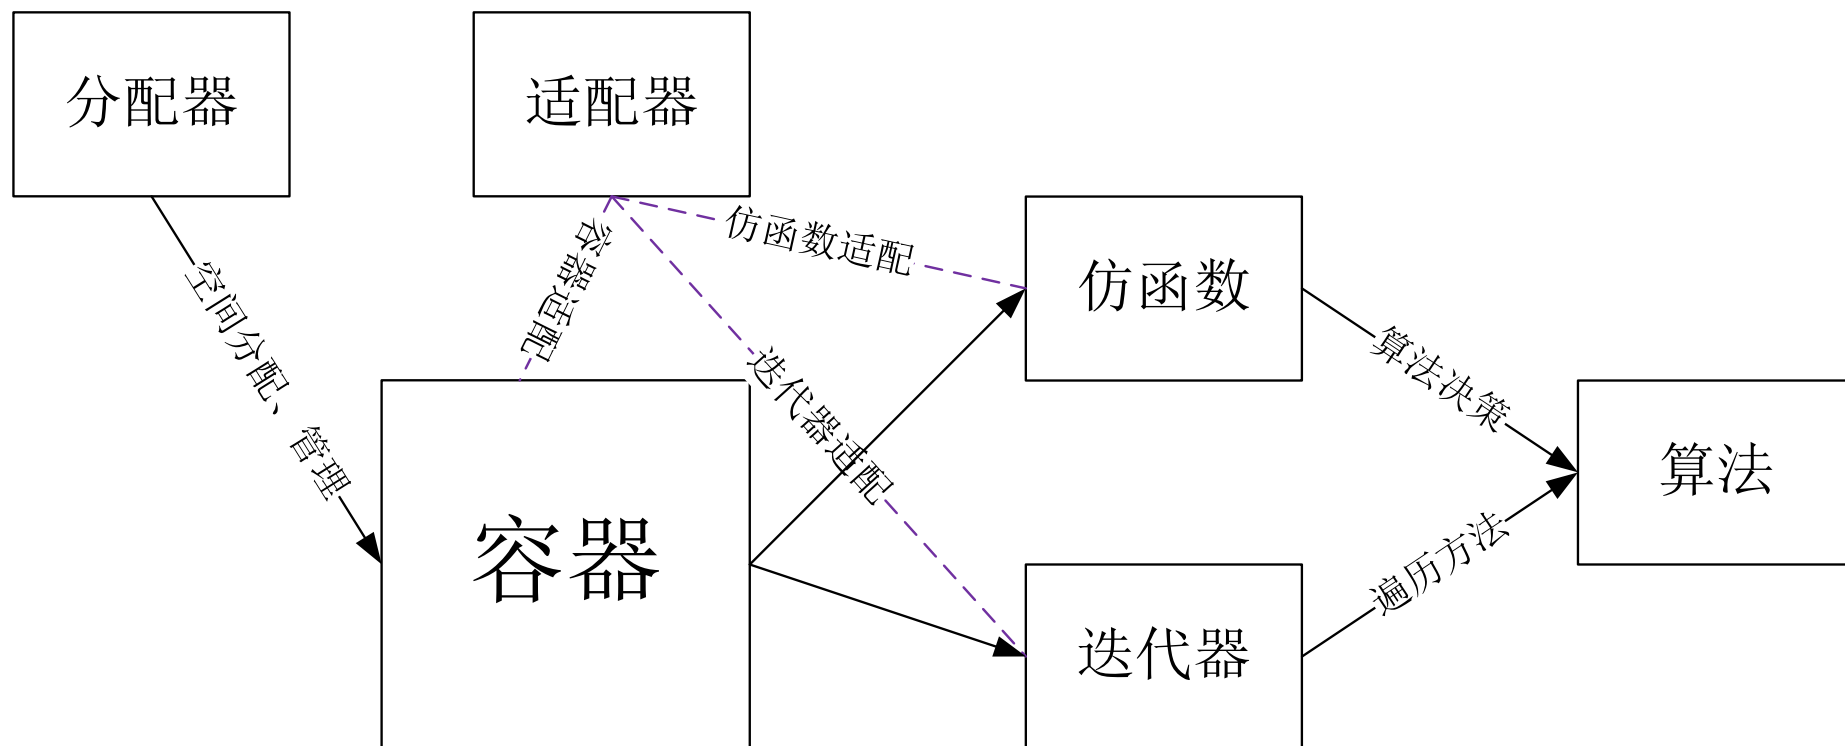 分配器
适配器
仿函数适配
容器适配
仿函数
空间分配、管理
算法决策
迭代器适配
算法
容器
遍历方法
迭代器